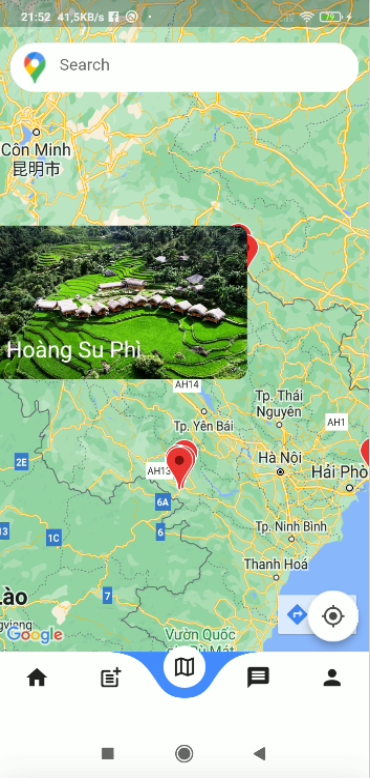 21:52 41,5KB/s
Search
Côn Minh
昆明市
Hoàng Su Phì
AH14
Tp. Thái
Nguyên
Tp. Yên Bái
AH1
Hà Nội
AH13
2E
Hải Phò
6A
Tp. Ninh Bình
13
1C
6
Thanh Hoá
7
Lào
Google
Vườn Quốc